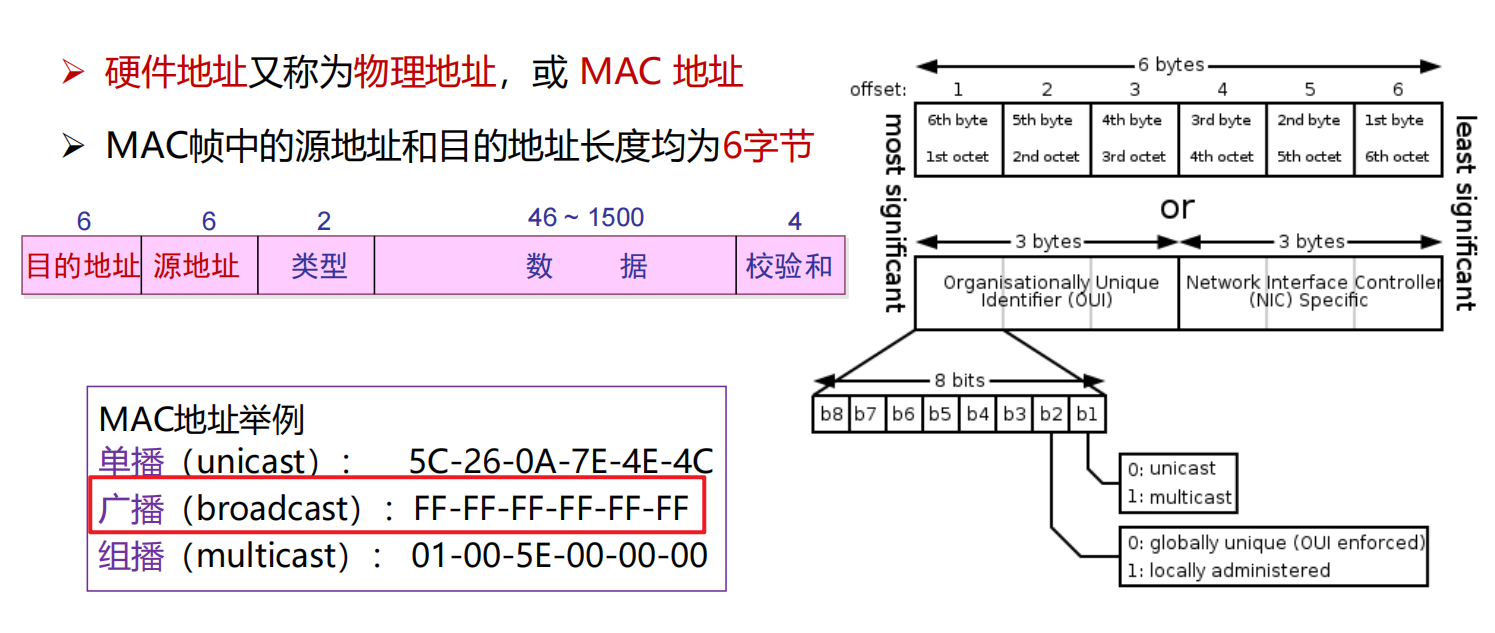 ➢ 硬件地址又称为物理地址，或 MAC 地址
➢ MAC帧中的源地址和目的地址长度均为6字节
6 6 2 46 ~ 1500 4
目的地址 源地址 类型 数 据 校验和
MAC地址举例
单播（unicast）： 5C-26-0A-7E-4E-4C
广播（broadcast）： FF-FF-FF-FF-FF-FF
组播（multicast）： 01-00-5E-00-00-00
6 bytes
offset: 1 2 3 4 5 6
6th byte 5th byte 4th byte 3rd byte 2nd byte 1st byte
1st octet 2nd octet 3rd octet 4th octet 5th octet 6th octet
most significant
least significant
or
3 bytes 3 bytes
Organisationally Unique
Identifier (OUI)
Network Interface Controller
(NIC) Specific
8 bits
b8 b7 b6 b5 b4 b3 b2 b1
0: unicast
1: multicast
0: globally unique (OUI enforced)
1: locally administered